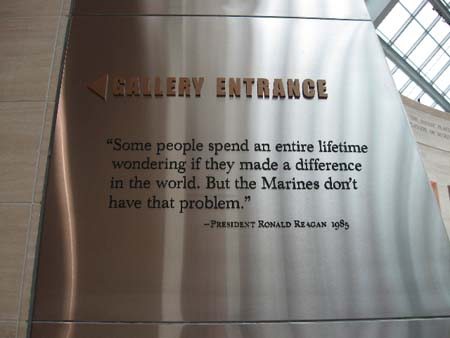 GALLERY ENTRANCE
“Some people spend an entire lifetime
wondering if they made a difference
in the world. But the Marines don’t
have that problem.”
–President Ronald Reagan 1985